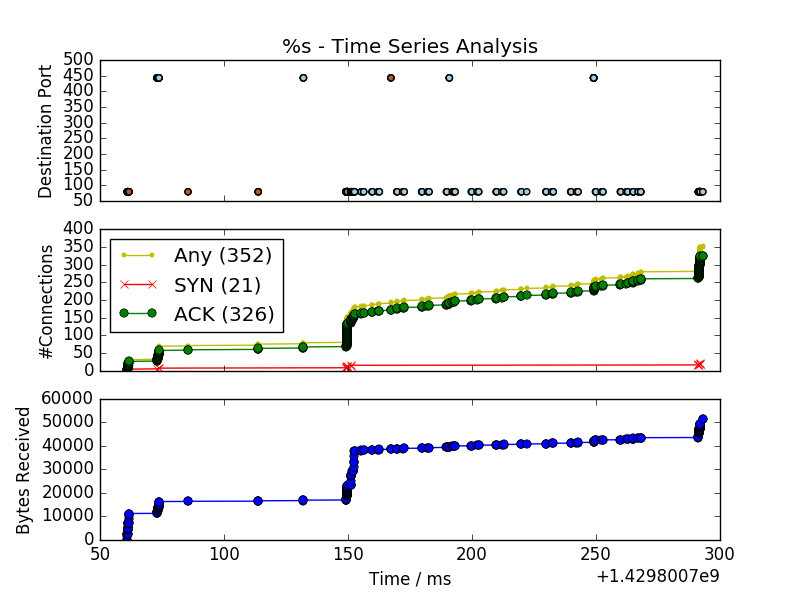 %s - Time Series Analysis
Destination Port
500
450
400
350
300
250
200
150
100
50
#Connections
400
350
300
250
200
150
100
50
0
Any (352)
SYN (21)
ACK (326)
Bytes Received
60000
50000
40000
30000
20000
10000
0
50 100 150 200 250 300
Time / ms
+1.4298007e9